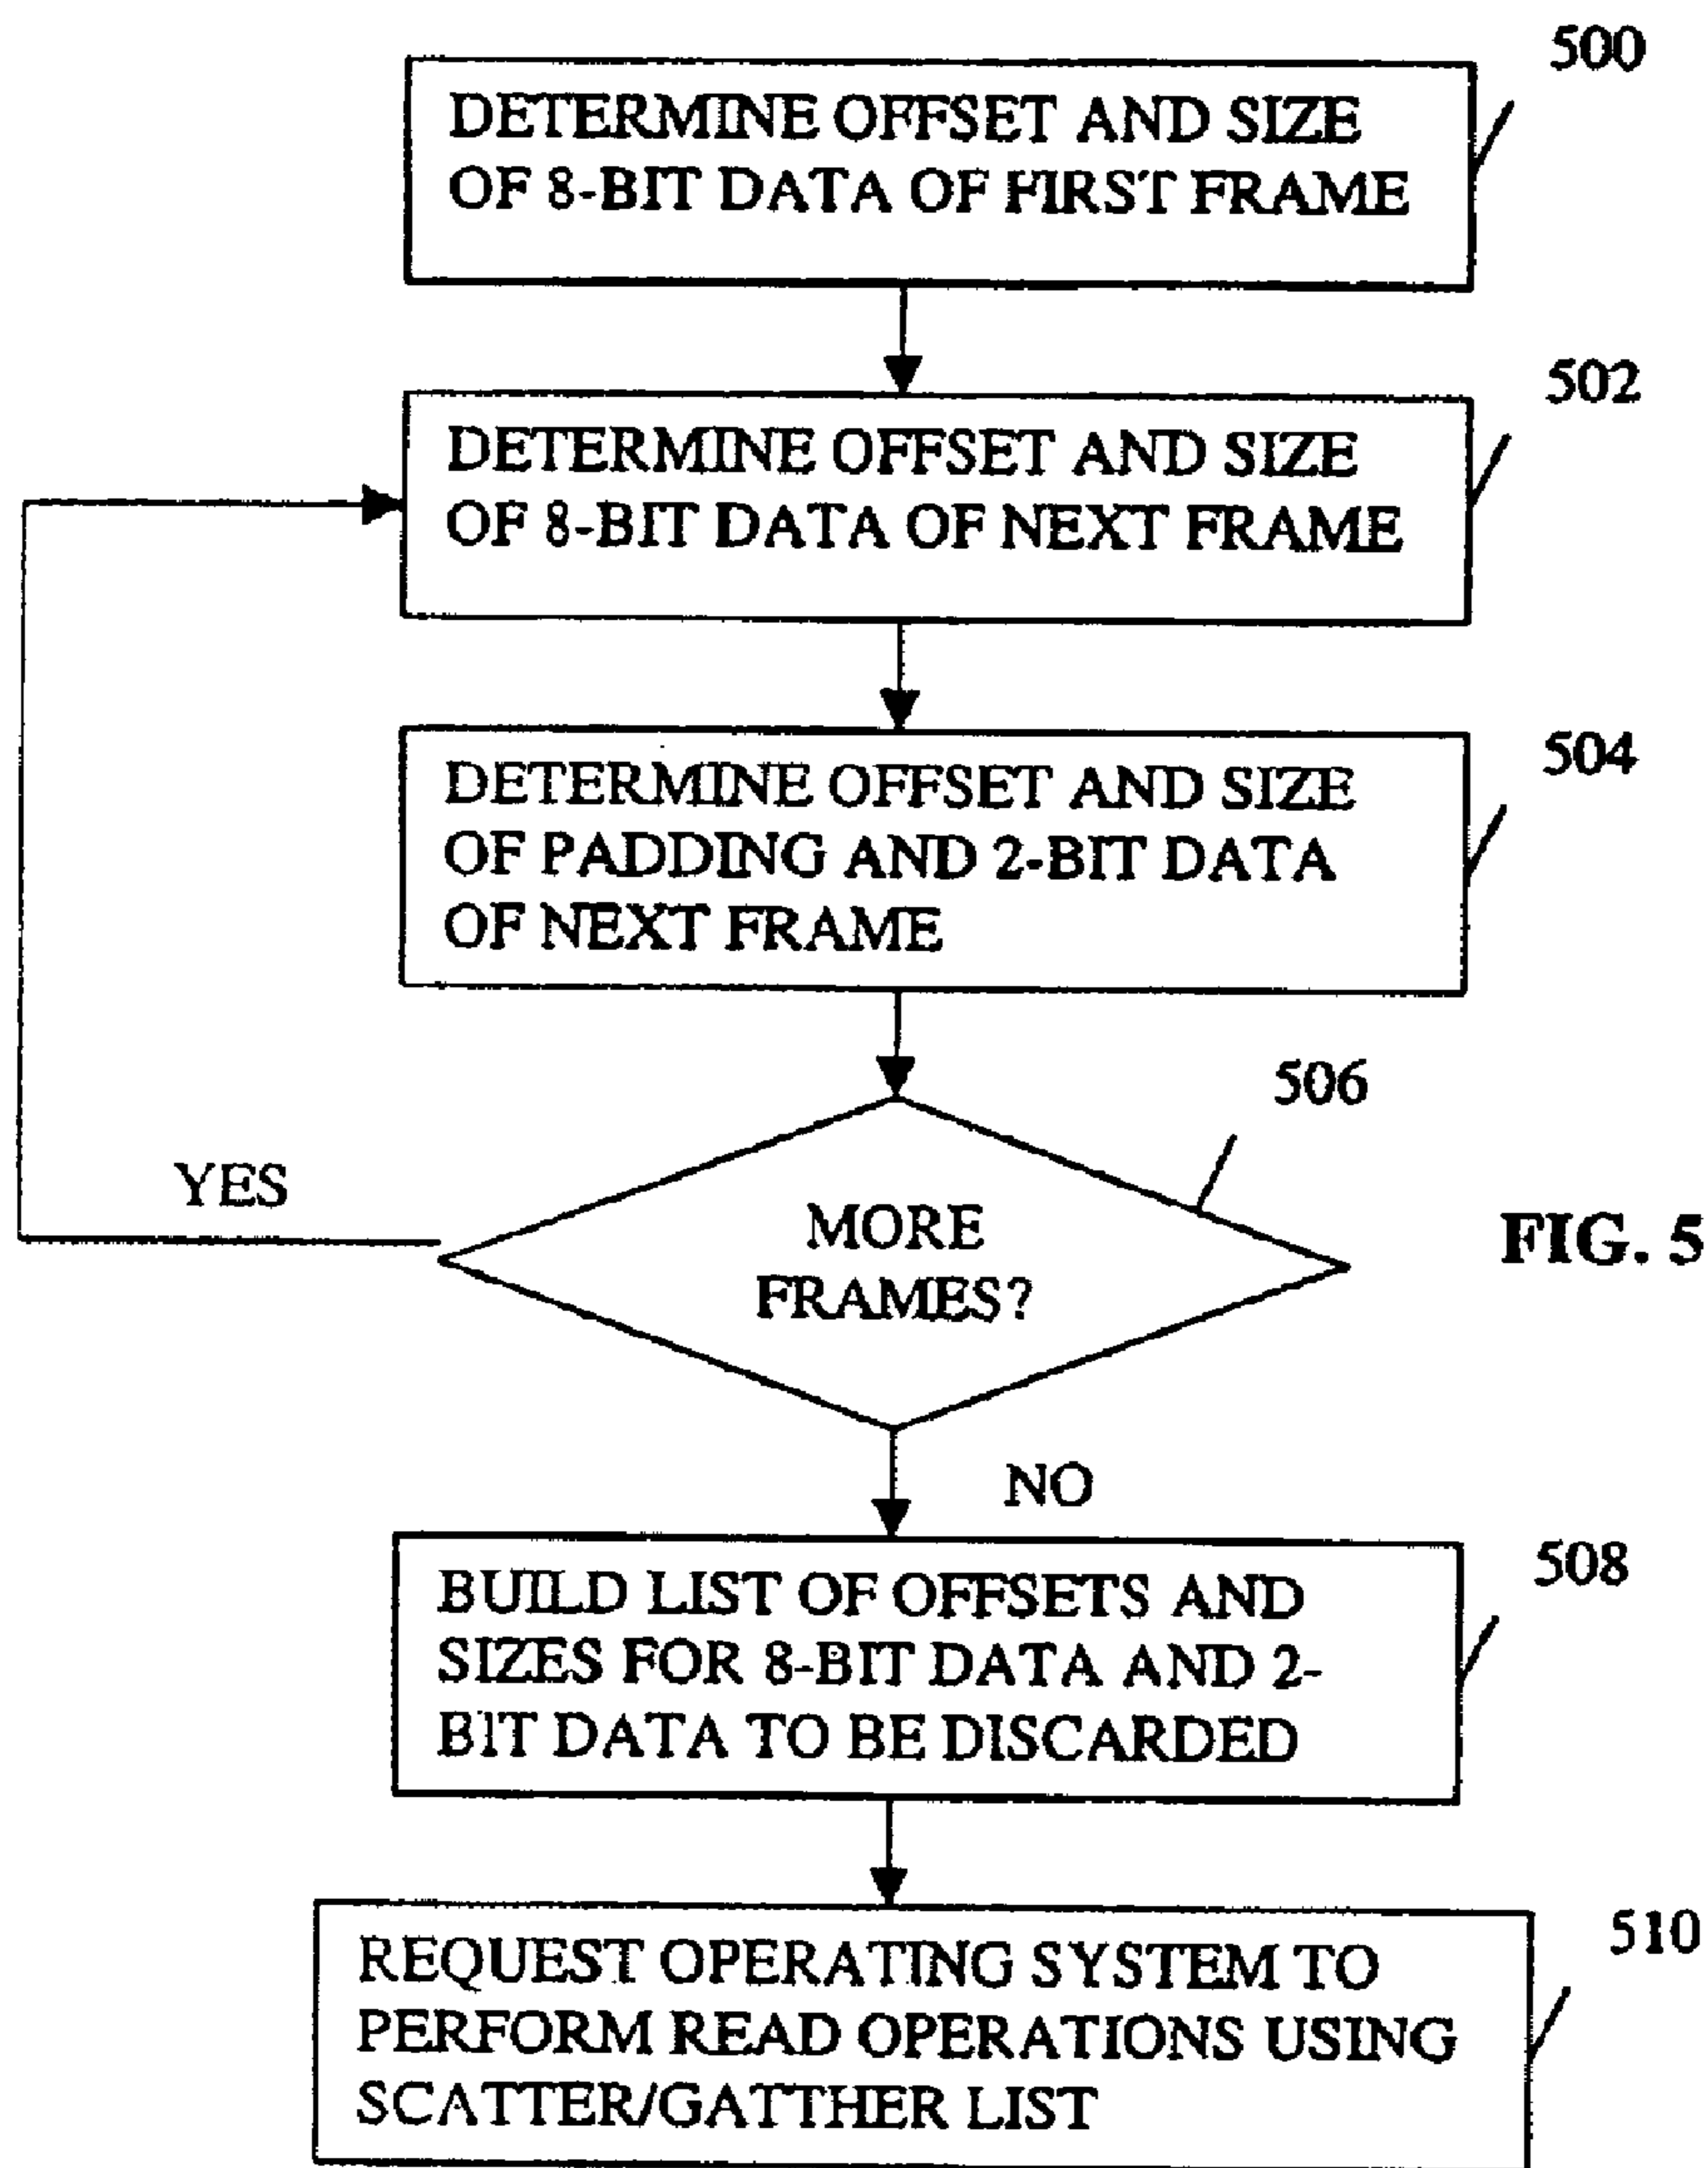 500
DETERMINE OFFSET AND SIZE
OF 8-BIT DATA OF FIRST FRAME
502
DETERMINE OFFSET AND SIZE
OF 8-BIT DATA OF NEXT FRAME
504
DETERMINE OFFSET AND SIZE
OF PADDING AND 2-BIT DATA
OF NEXT FRAME
506
YES
MORE
FRAMES?
FIG. 5
NO
508
BUILD LIST OF OFFSETS AND
SIZES FOR 8-BIT DATA AND 2-
BIT DATA TO BE DISCARDED
510
REQUEST OPERATING SYSTEM TO
PERFORM READ OPERATIONS USING
SCATTER/GATTHER LIST